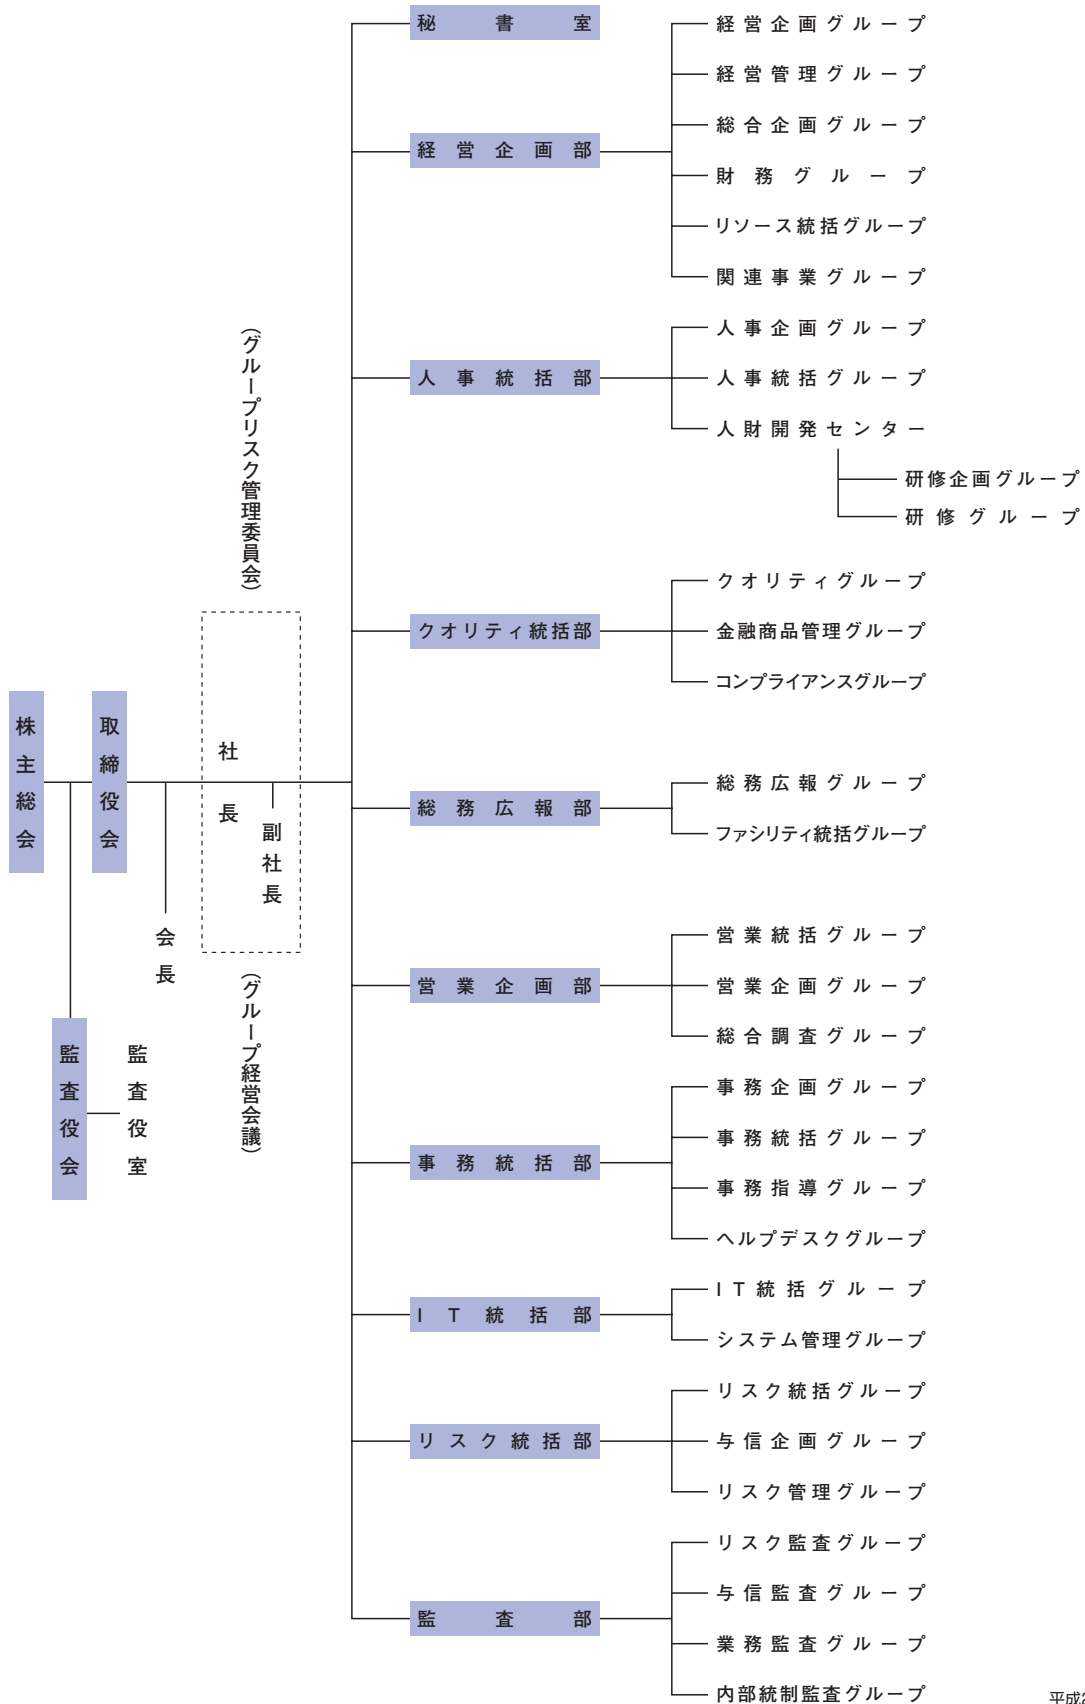 株主総会
取締役会
監査役会
監査役室
会長
社長
副社長
(グループリスク管理委員会)
(グループ経営会議)
秘書室
経営企画部
経営企画グループ
経営管理グループ
総合企画グループ
財務グループ
リソース統括グループ
関連事業グループ
人事統括部
人事企画グループ
人事統括グループ
人財開発センター
研修企画グループ
研修グループ
クオリティ統括部
クオリティグループ
金融商品管理グループ
コンプライアンスグループ
総務広報部
総務広報グループ
ファシリティ統括グループ
営業企画部
営業統括グループ
営業企画グループ
総合調査グループ
事務統括部
事務企画グループ
事務統括グループ
事務指導グループ
ヘルプデスクグループ
IT統括部
IT統括グループ
システム管理グループ
リスク統括部
リスク統括グループ
与信企画グループ
リスク管理グループ
監査部
リスク監査グループ
与信監査グループ
業務監査グループ
内部統制監査グループ
平成